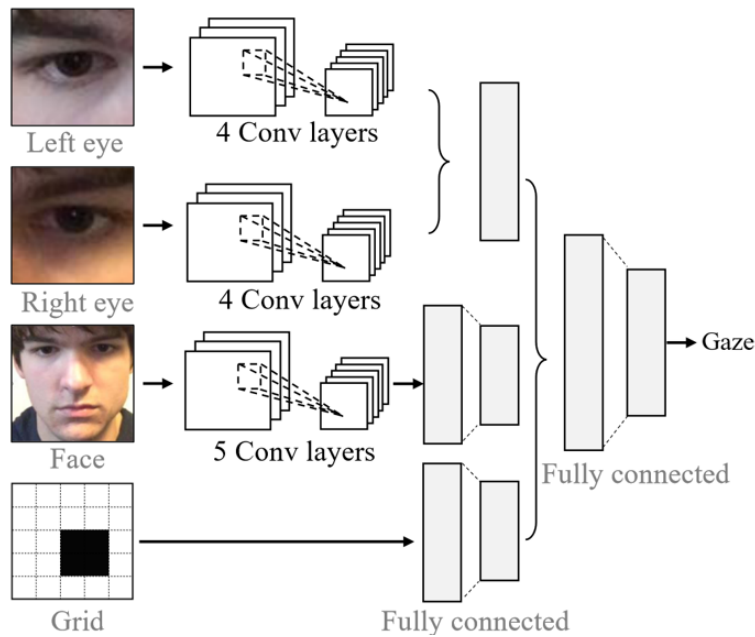 Left eye
4 Conv layers
Right eye
4 Conv layers
Face
5 Conv layers
Gaze
Fully connected
Grid
Fully connected